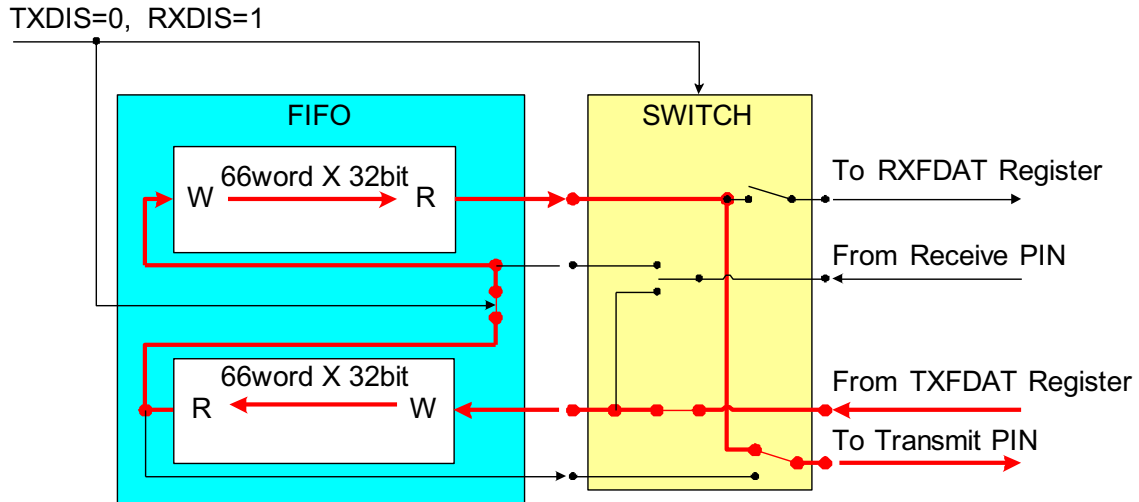 TXDIS=0, RXDIS=1
FIFO
SWITCH
66word X 32bit
W
R
To RXFDAT Register
From Receive PIN
66word X 32bit
R
W
From TXFDAT Register
To Transmit PIN